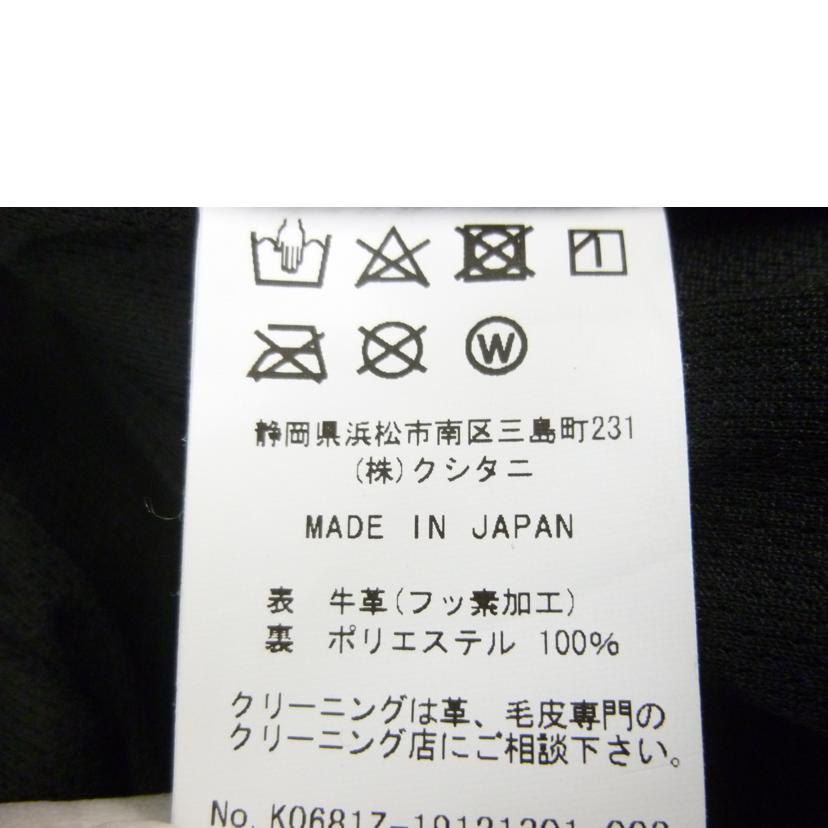 W
静岡県浜松市南区三島町231
(株)クシタニ
MADE IN JAPAN
表 牛革(フッ素加工)
裏 ポリエステル 100%
クリーニングは革、毛皮専門の
クリーニング店にご相談下さい。
No.